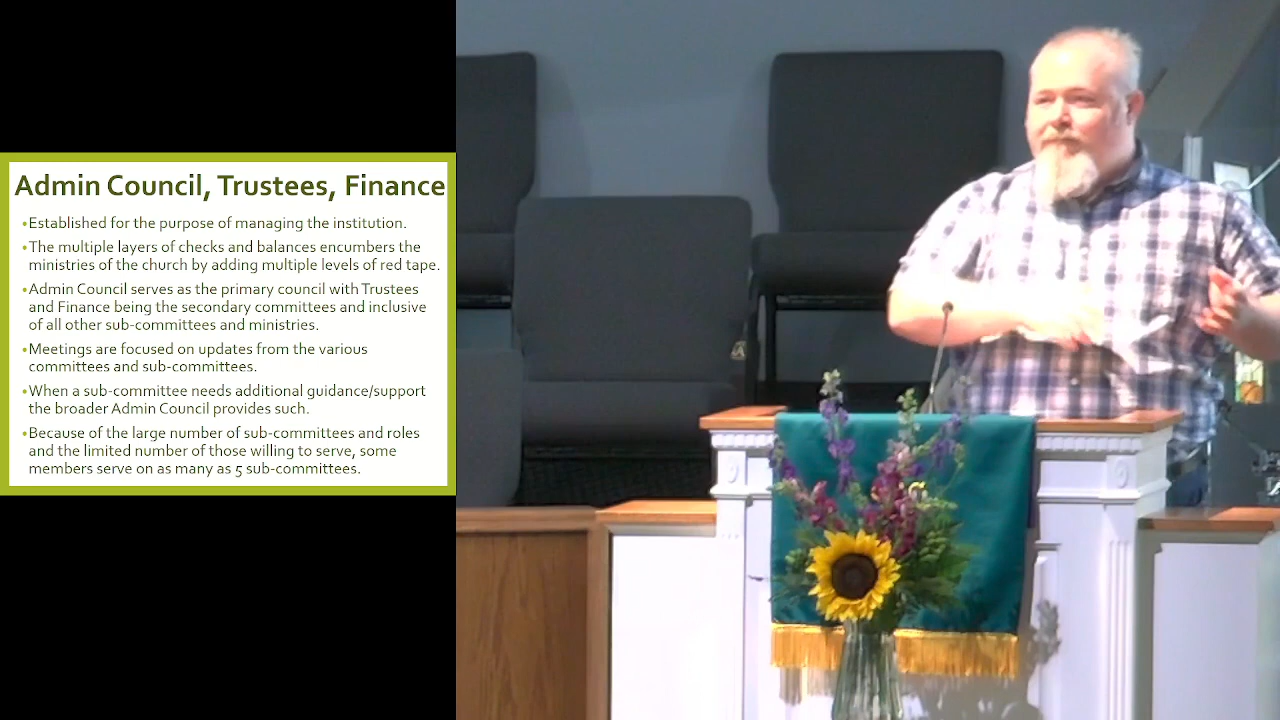 Admin Council, Trustees, Finance
•Established for the purpose of managing the institution.
•The multiple layers of checks and balances encumbers the
ministries of the church by adding multiple levels of red tape.
•Admin Council serves as the primary council with Trustees
and Finance being the secondary committees and inclusive
of all other sub-committees and ministries.
•Meetings are focused on updates from the various
committees and sub-committees.
•When a sub-committee needs additional guidance/support
the broader Admin Council provides such.
•Because of the large number of sub-committees and roles
and the limited number of those willing to serve, some
members serve on as many as 5 sub-committees.